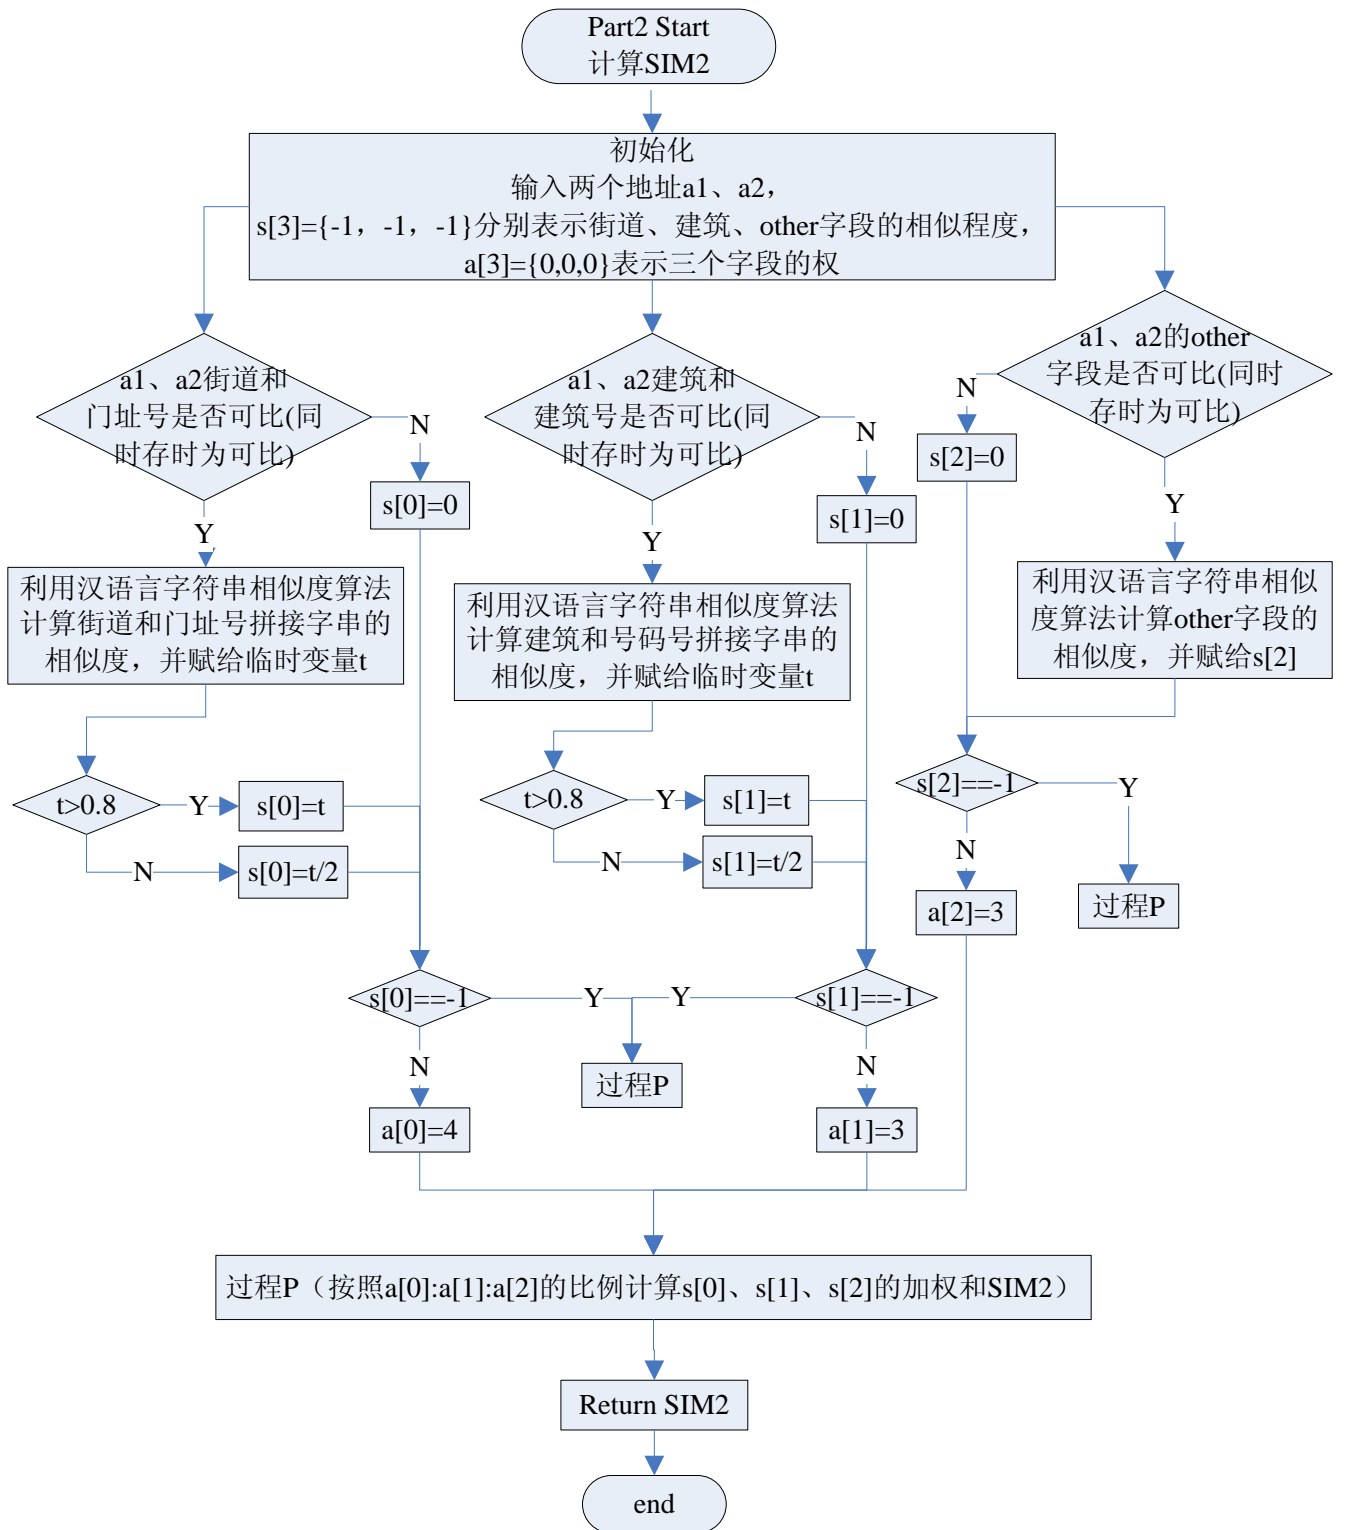 Part2 Start
计算SIM2
初始化
输入两个地址a1、a2，
s[3]={-1，-1，-1}分别表示街道、建筑、other字段的相似程度，
a[3]={0,0,0}表示三个字段的权
a1、a2街道和
门址号是否可比(同
时存时为可比)
N
s[0]=0
Y
利用汉语言字符串相似度算法
计算街道和门址号拼接字串的
相似度，并赋给临时变量t
t>0.8
Y
s[0]=t
N
s[0]=t/2
a1、a2建筑和
建筑号是否可比(同
时存时为可比)
N
s[1]=0
Y
利用汉语言字符串相似度算法
计算建筑和号码号拼接字串的
相似度，并赋给临时变量t
t>0.8
Y
s[1]=t
N
s[1]=t/2
a1、a2的other
字段是否可比(同时
存时为可比)
N
s[2]=0
Y
利用汉语言字符串相似
度算法计算other字段的
相似度，并赋给s[2]
s[2]==-1
Y
过程P
N
a[2]=3
s[0]==-1
Y
Y
s[1]==-1
N
过程P
N
a[0]=4
a[1]=3
过程P（按照a[0]:a[1]:a[2]的比例计算s[0]、s[1]、s[2]的加权和SIM2）
Return SIM2
end